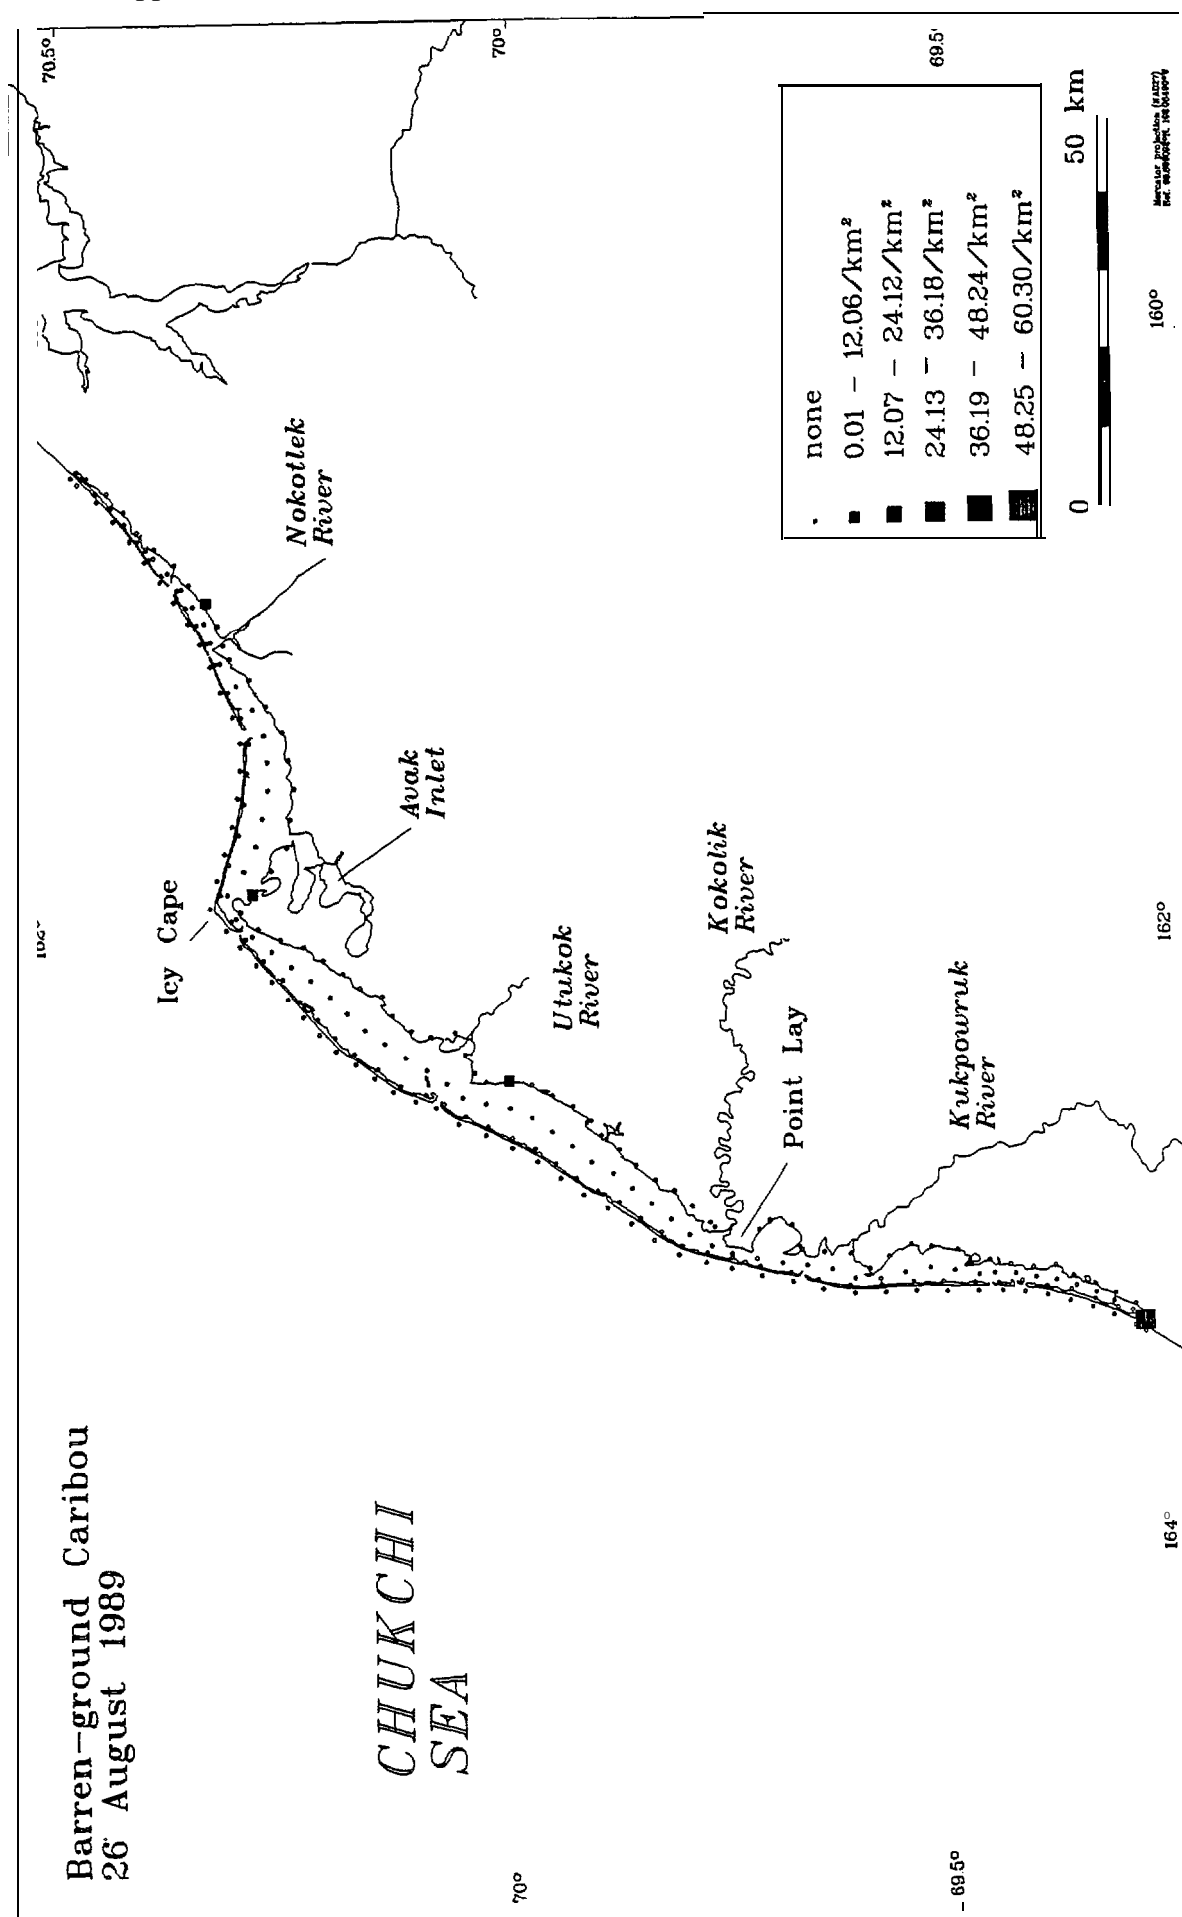 Barren-ground Caribou
26 August 1989
CHUKCHI
SEA
Icy Cape
Nokotlek
River
Avak
Inlet
Utukok
River
Kokolik
River
Point Lay
Kukpowruk
River
70.5°
70°
69.5
70°
69.5°
160°
162°
164°
none
0.01 - 12.06/km²
12.07 - 24.12/km²
24.13 - 36.18/km²
36.19 - 48.24/km²
48.25 - 60.30/km²
0
50 km
Mercator projection (NAD27)